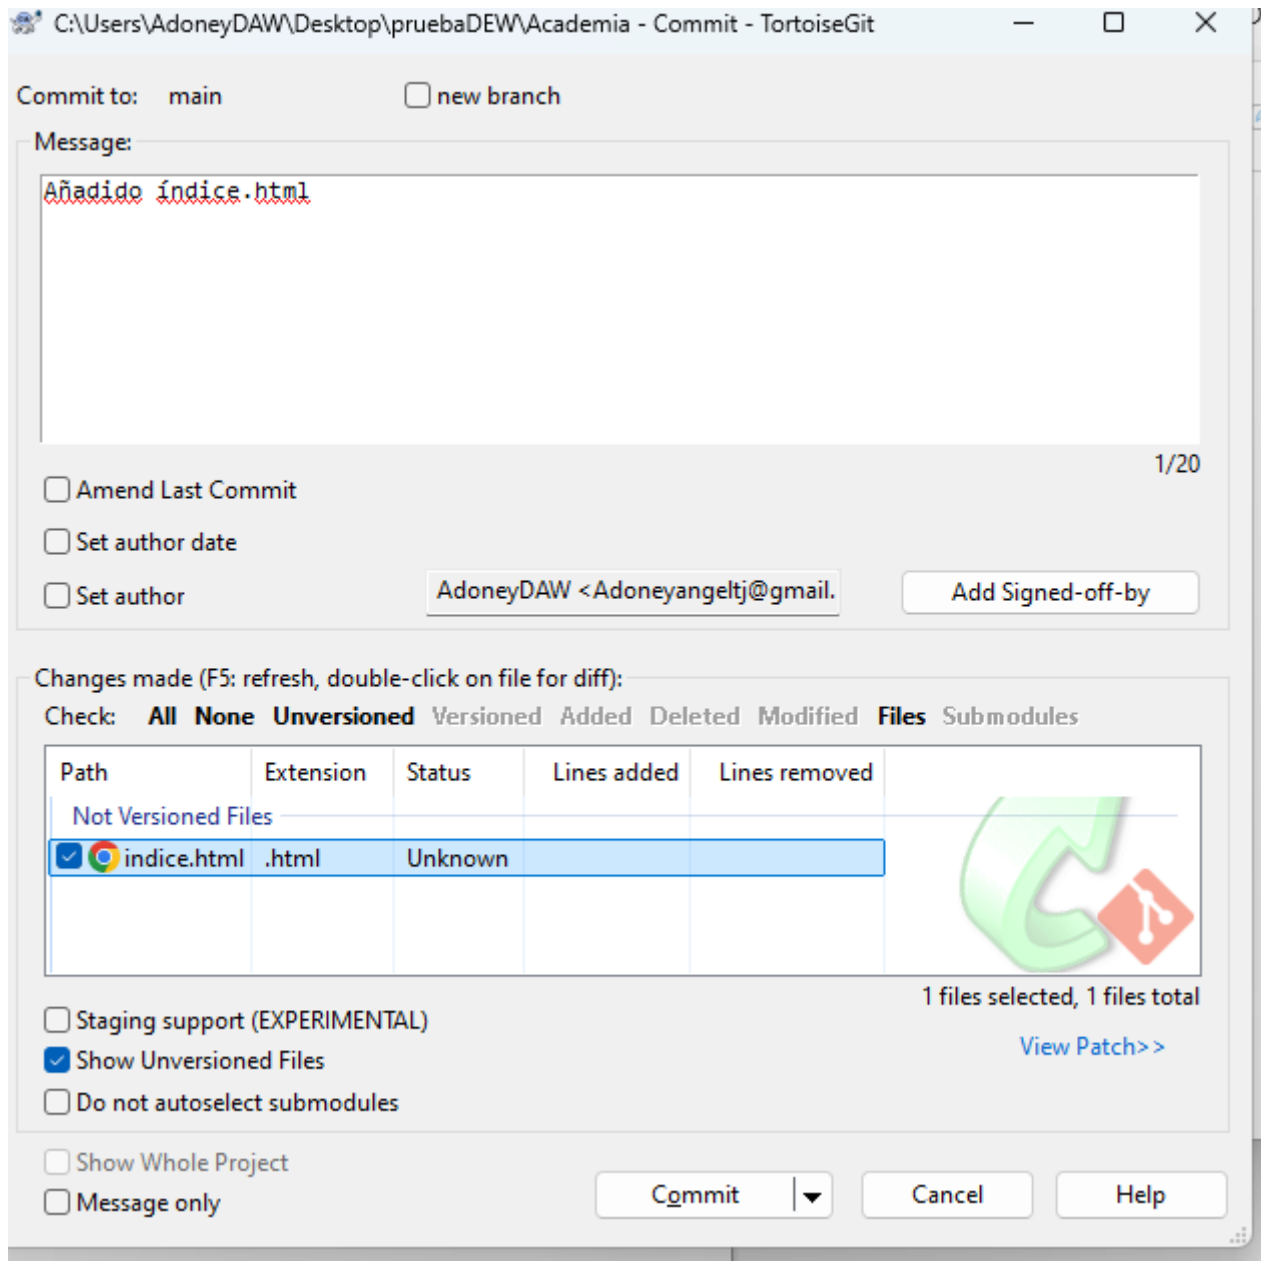 C:\Users\AdoneyDAW\Desktop\pruebaDEW\Academia - Commit - TortoiseGit
Commit to: main new branch
Message:
Añadido índice.html
1/20
Amend Last Commit
Set author date
Set author AdoneyDAW <Adoneyangeltj@gmail. Add Signed-off-by
Changes made (F5: refresh, double-click on file for diff):
Check: All None Unversioned Versioned Added Deleted Modified Files Submodules
Path Extension Status Lines added Lines removed
Not Versioned Files
indice.html .html Unknown
1 files selected, 1 files total
Staging support (EXPERIMENTAL)
View Patch>>
Show Unversioned Files
Do not autoselect submodules
Show Whole Project
Message only
Commit Cancel Help